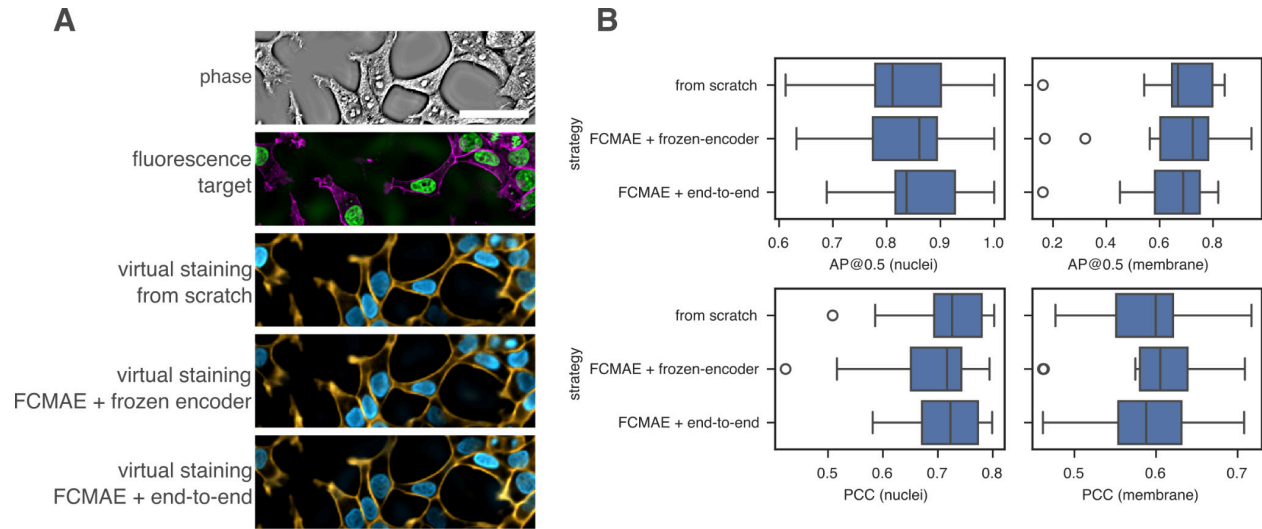 A
phase
fluorescence
target
virtual staining
from scratch
virtual staining
FCMAE + frozen encoder
virtual staining
FCMAE + end-to-end
B
strategy
from scratch
FCMAE + frozen-encoder
FCMAE + end-to-end
0.6 0.7 0.8 0.9 1.0
AP@0.5 (nuclei)
0.2 0.4 0.6 0.8
AP@0.5 (membrane)
strategy
from scratch
FCMAE + frozen-encoder
FCMAE + end-to-end
0.5 0.6 0.7 0.8
PCC (nuclei)
0.5 0.6 0.7
PCC (membrane)